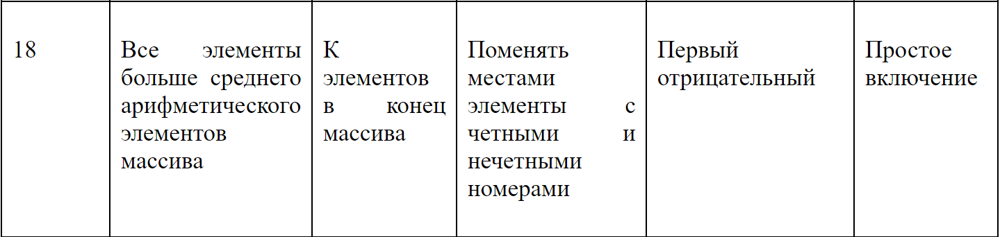 18
Все элементы
больше среднего
арифметического
элементов
массива
К
элементов
в конец
массива
Поменять
местами
элементы с
четными и
нечетными
номерами
Первый
отрицательный
Простое
включение